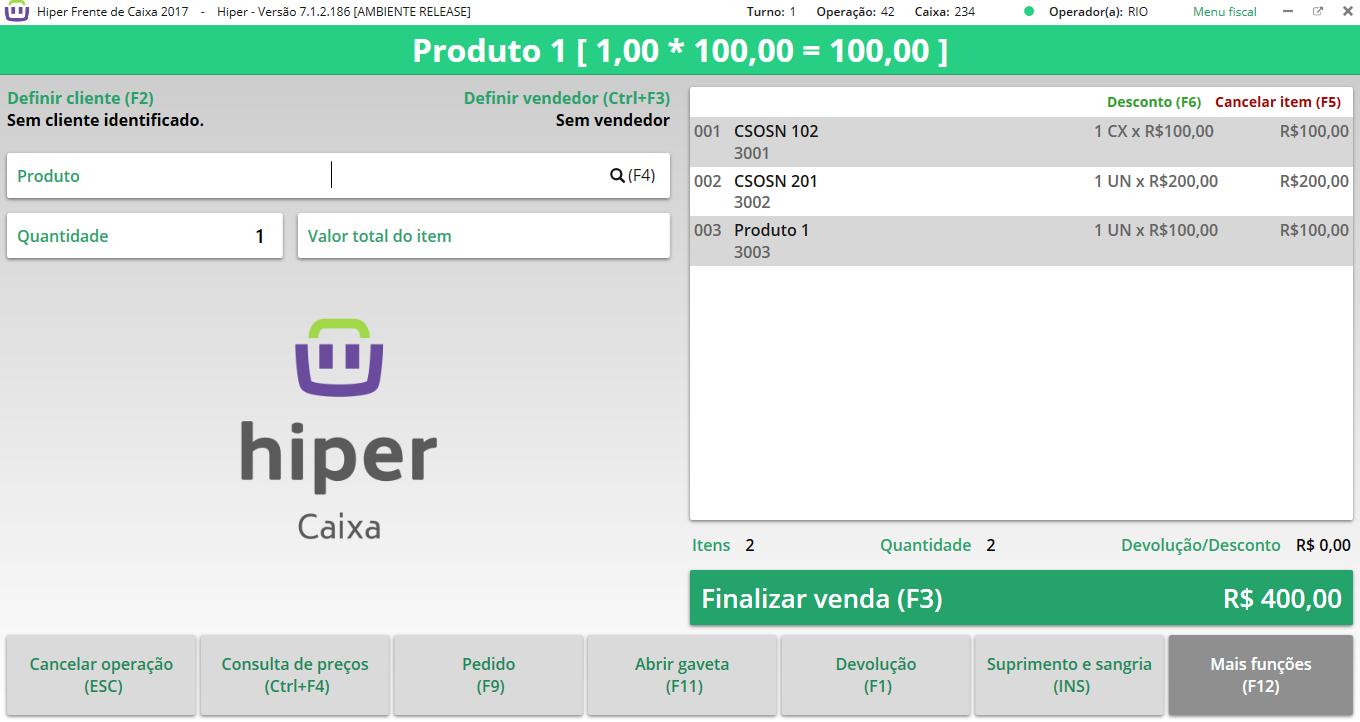 Hiper Frente de Caixa 2017 - Hiper - Versão 7.1.2.186 [AMBIENTE RELEASE] Turno: 1 Operação: 42 Caixa: 234 Operador(a): RIO Menu fiscal
Produto 1 [ 1,00 * 100,00 = 100,00 ]
Definir cliente (F2) Definir vendedor (Ctrl+F3)
Sem cliente identificado. Sem vendedor
Produto (F4)
Quantidade 1 Valor total do item
hiper
Caixa
Desconto (F6) Cancelar item (F5)
001 CSOSN 102 1 CX x R$100,00 R$100,00
3001
002 CSOSN 201 1 UN x R$200,00 R$200,00
3002
003 Produto 1 1 UN x R$100,00 R$100,00
3003
Itens 2 Quantidade 2 Devolução/Desconto R$ 0,00
Finalizar venda (F3) R$ 400,00
Cancelar operação
(ESC)
Consulta de preços
(Ctrl+F4)
Pedido
(F9)
Abrir gaveta
(F11)
Devolução
(F1)
Suprimento e sangria
(INS)
Mais funções
(F12)